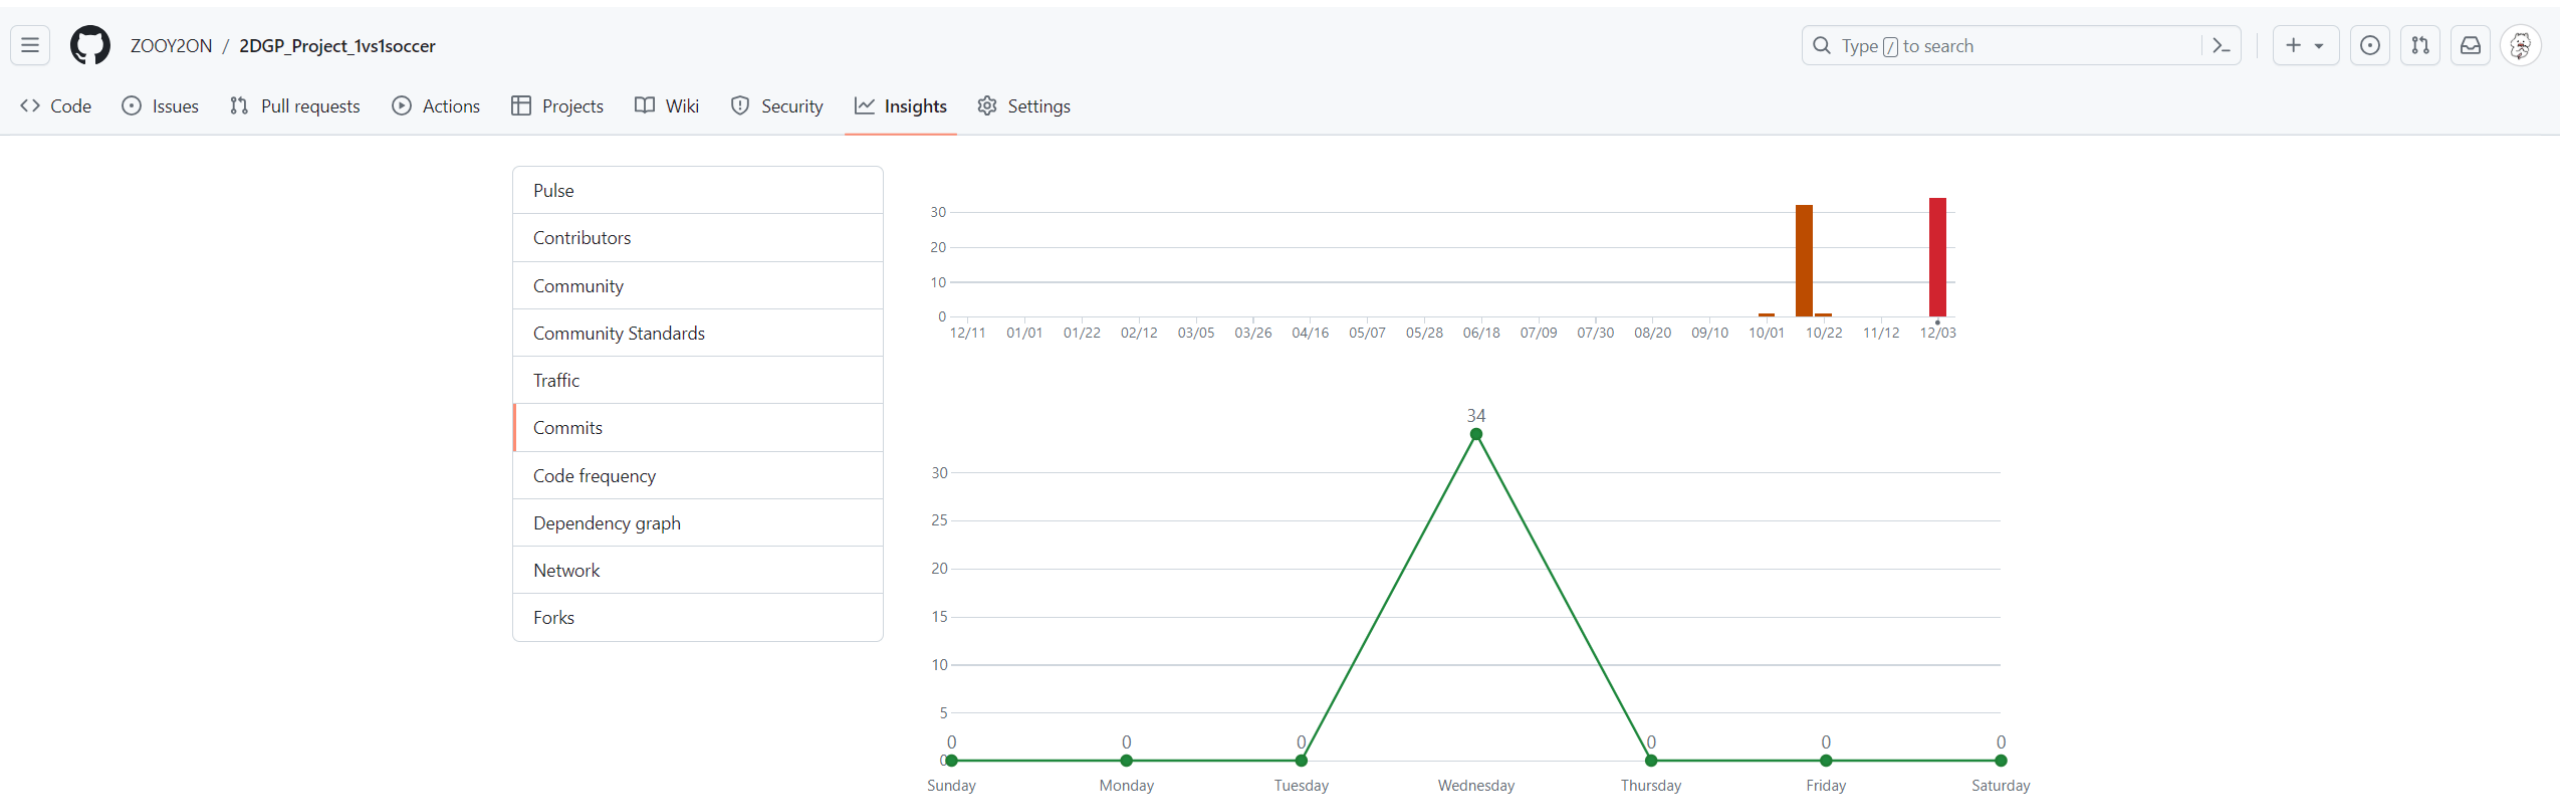 ZOOY2ON / 2DGP_Project_1vs1soccer
Type / to search
Code Issues Pull requests Actions Projects Wiki Security Insights Settings
Pulse
Contributors
Community
Community Standards
Traffic
Commits
Code frequency
Dependency graph
Network
Forks
30
20
10
0
12/11 01/01 01/22 02/12 03/05 03/26 04/16 05/07 05/28 06/18 07/09 07/30 08/20 09/10 10/01 10/22 11/12 12/03
34
30
25
20
15
10
5
0 0 0 0 0 0
0
Sunday Monday Tuesday Wednesday Thursday Friday Saturday